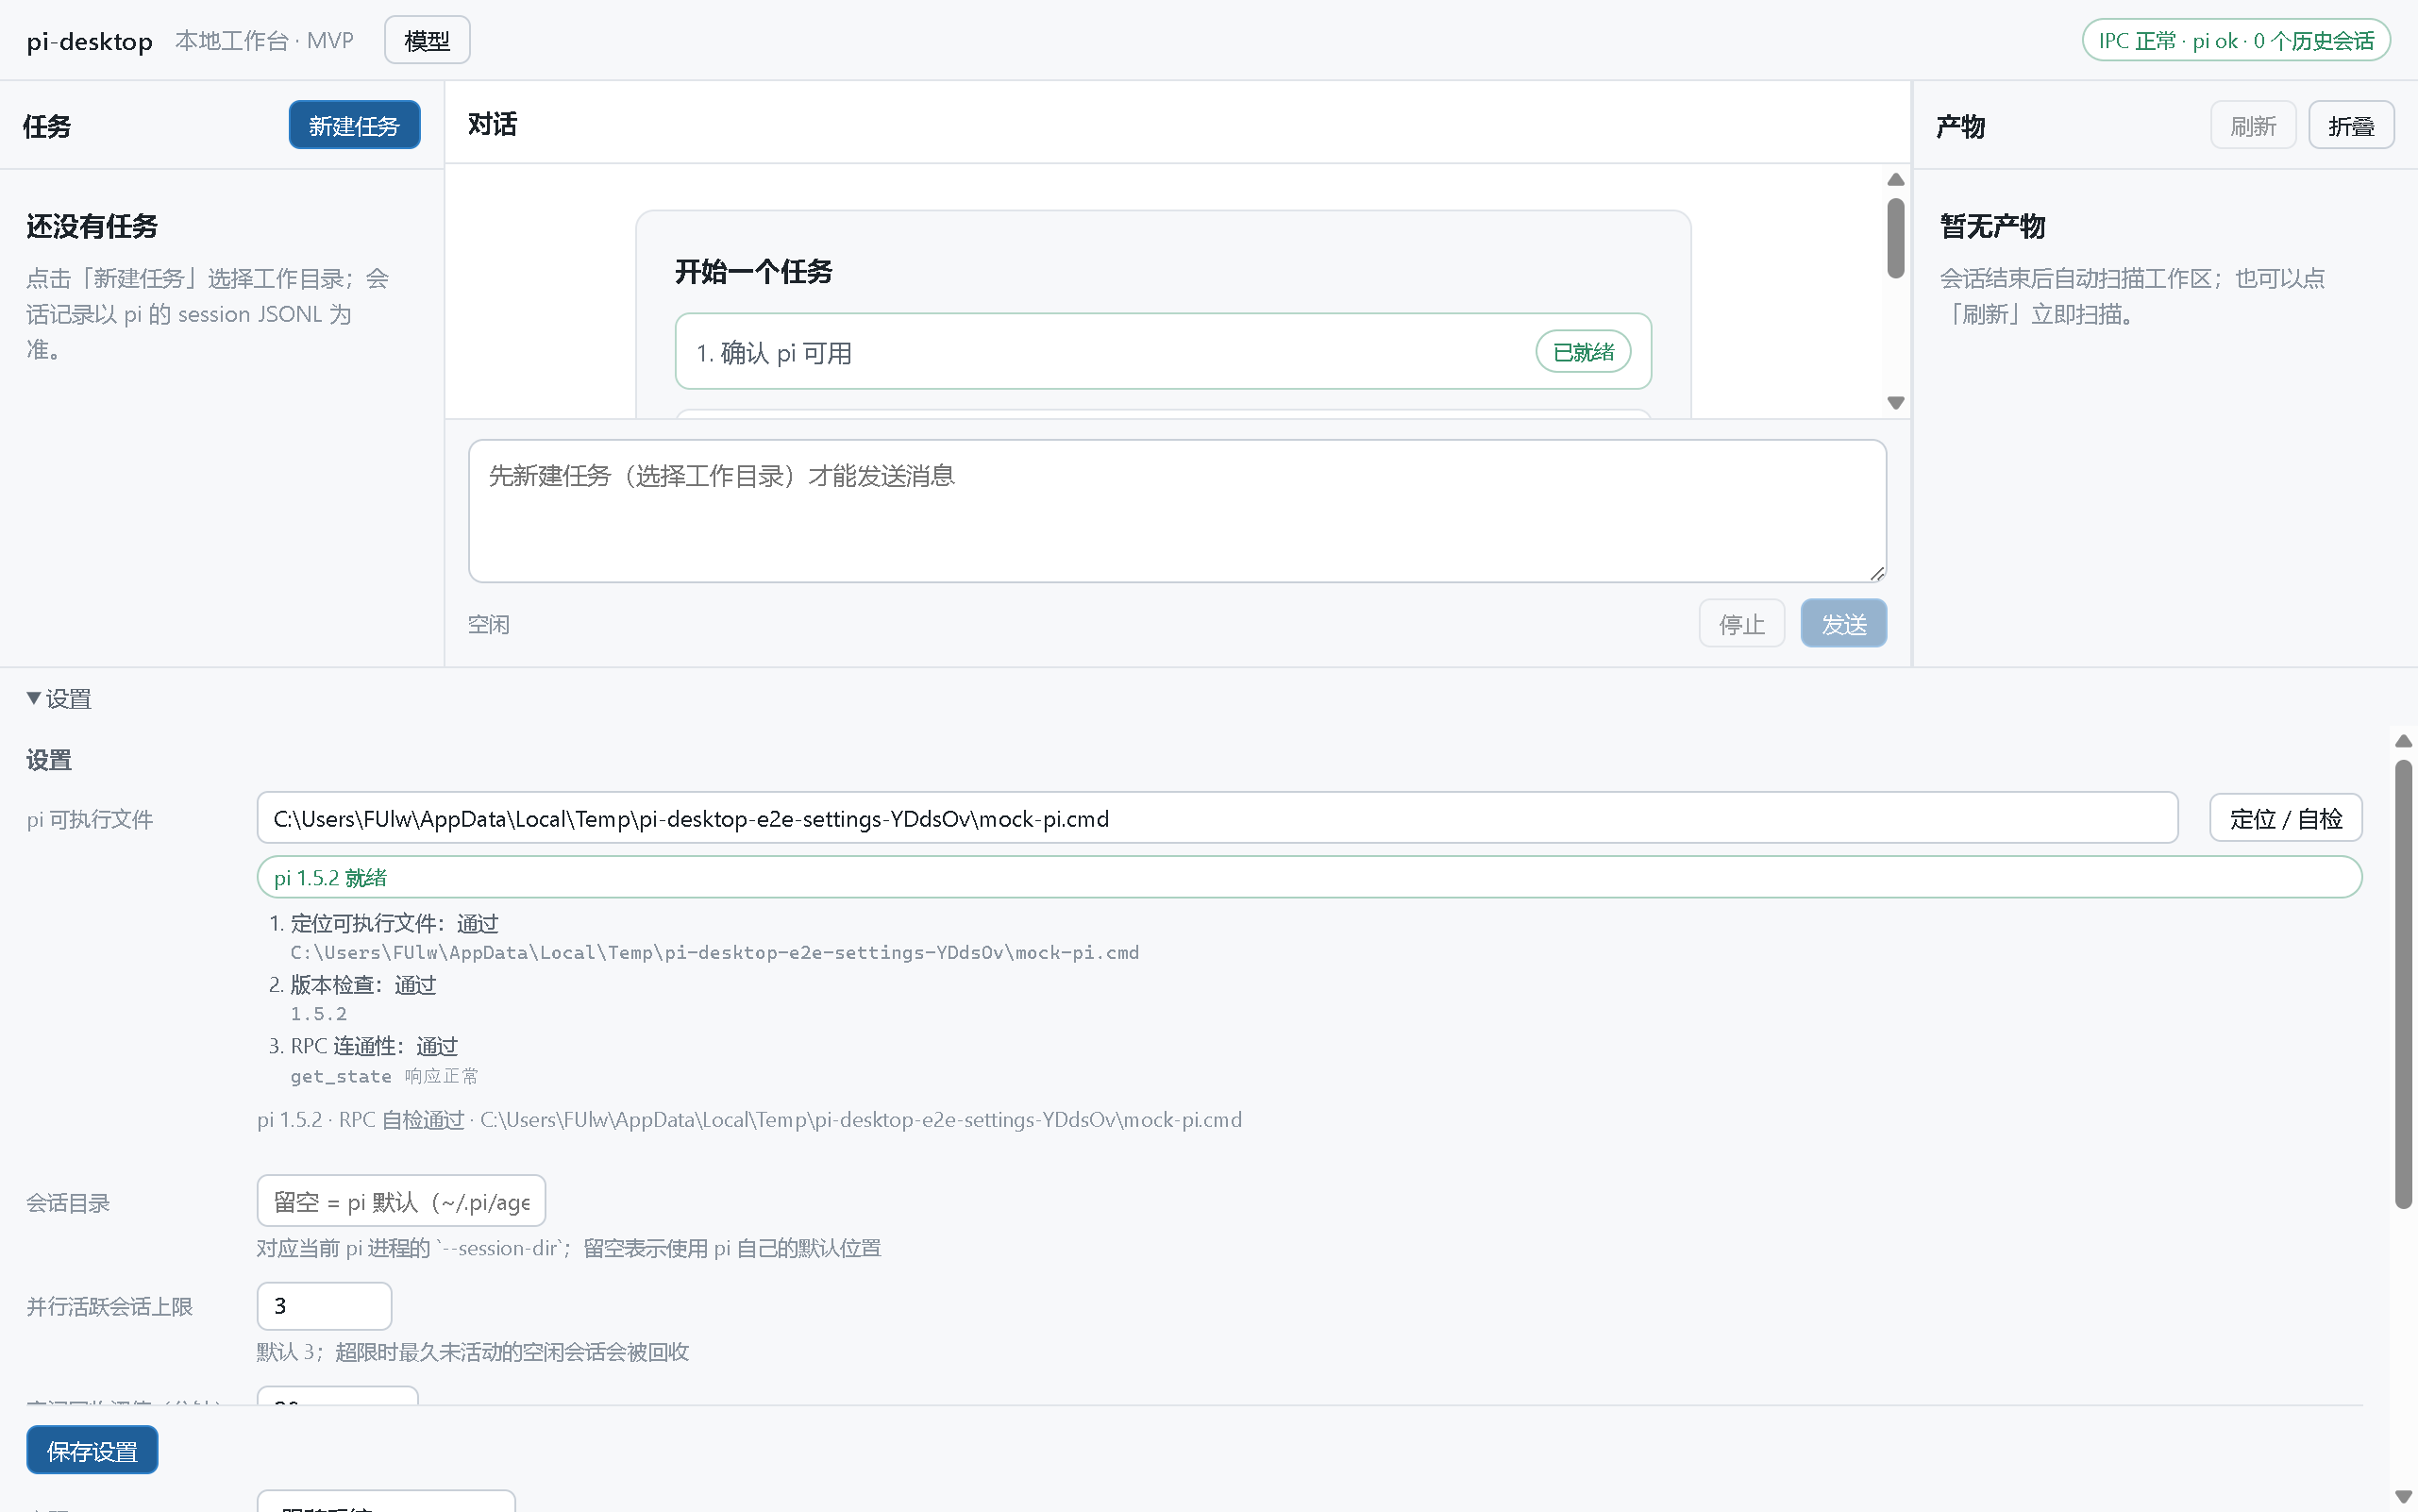 pi-desktop 本地工作台 · MVP 模型 IPC 正常 · pi ok · 0 个历史会话
任务 新建任务
还没有任务
点击「新建任务」选择工作目录；会
话记录以 pi 的 session JSONL 为
准。
对话
开始一个任务
1. 确认 pi 可用 已就绪
先新建任务（选择工作目录）才能发送消息
空闲 停止 发送
产物 刷新 折叠
暂无产物
会话结束后自动扫描工作区；也可以点
「刷新」立即扫描。
▼设置
设置
pi 可执行文件 C:\Users\FUlw\AppData\Local\Temp\pi-desktop-e2e-settings-YDdsOv\mock-pi.cmd 定位 / 自检
pi 1.5.2 就绪
1. 定位可执行文件：通过
C:\Users\FUlw\AppData\Local\Temp\pi-desktop-e2e-settings-YDdsOv\mock-pi.cmd
2. 版本检查：通过
1.5.2
3. RPC 连通性：通过
get_state 响应正常
pi 1.5.2 · RPC 自检通过 · C:\Users\FUlw\AppData\Local\Temp\pi-desktop-e2e-settings-YDdsOv\mock-pi.cmd
会话目录 留空 = pi 默认（~/.pi/age
对应当前 pi 进程的 `--session-dir`；留空表示使用 pi 自己的默认位置
并行活跃会话上限 3
默认 3；超限时最久未活动的空闲会话会被回收
保存设置